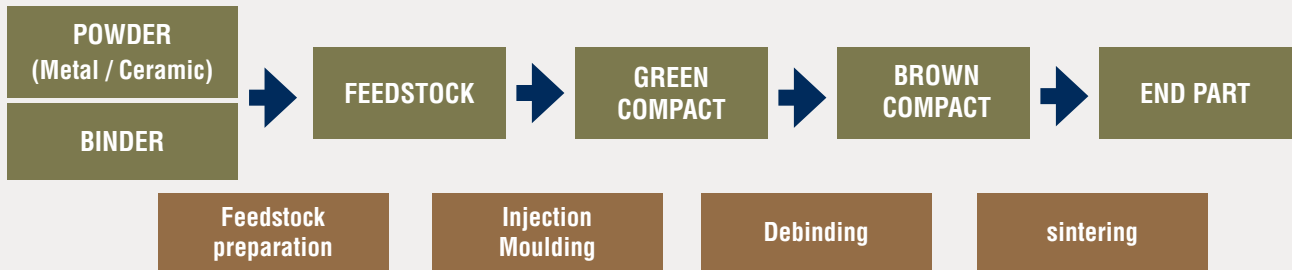 POWDER
(Metal / Ceramic)
BINDER
FEEDSTOCK
GREEN
COMPACT
BROWN
COMPACT
END PART
Feedstock
preparation
Injection
Moulding
Debinding
sintering